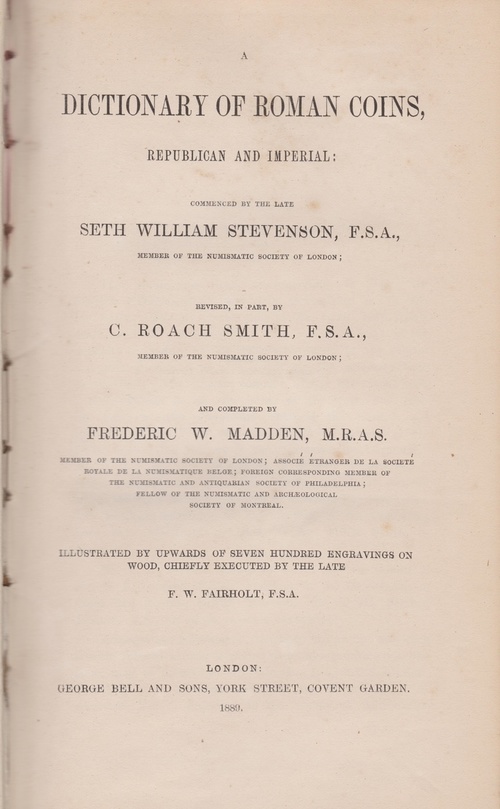 A
DICTIONARY OF ROMAN COINS,
REPUBLICAN AND IMPERIAL:
COMMENCED BY THE LATE
SETH WILLIAM STEVENSON, F.S.A.,
MEMBER OF THE NUMISMATIC SOCIETY OF LONDON;
REVISED, IN PART, BY
C. ROACH SMITH, F.S.A.,
MEMBER OF THE NUMISMATIC SOCIETY OF LONDON;
AND COMPLETED BY
FREDERIC W. MADDEN, M.R.A.S.
MEMBER OF THE NUMISMATIC SOCIETY OF LONDON; ASSOCIÉ ÉTRANGER DE LA SOCIÉTÉ
ROYALE DE LA NUMISMATIQUE BELGE; FOREIGN CORRESPONDING MEMBER OF
THE NUMISMATIC AND ANTIQUARIAN SOCIETY OF PHILADELPHIA;
FELLOW OF THE NUMISMATIC AND ARCHÆOLOGICAL
SOCIETY OF MONTREAL.
ILLUSTRATED BY UPWARDS OF SEVEN HUNDRED ENGRAVINGS ON
WOOD, CHIEFLY EXECUTED BY THE LATE
F. W. FAIRHOLT, F.S.A.
LONDON:
GEORGE BELL AND SONS, YORK STREET, COVENT GARDEN.
1889.